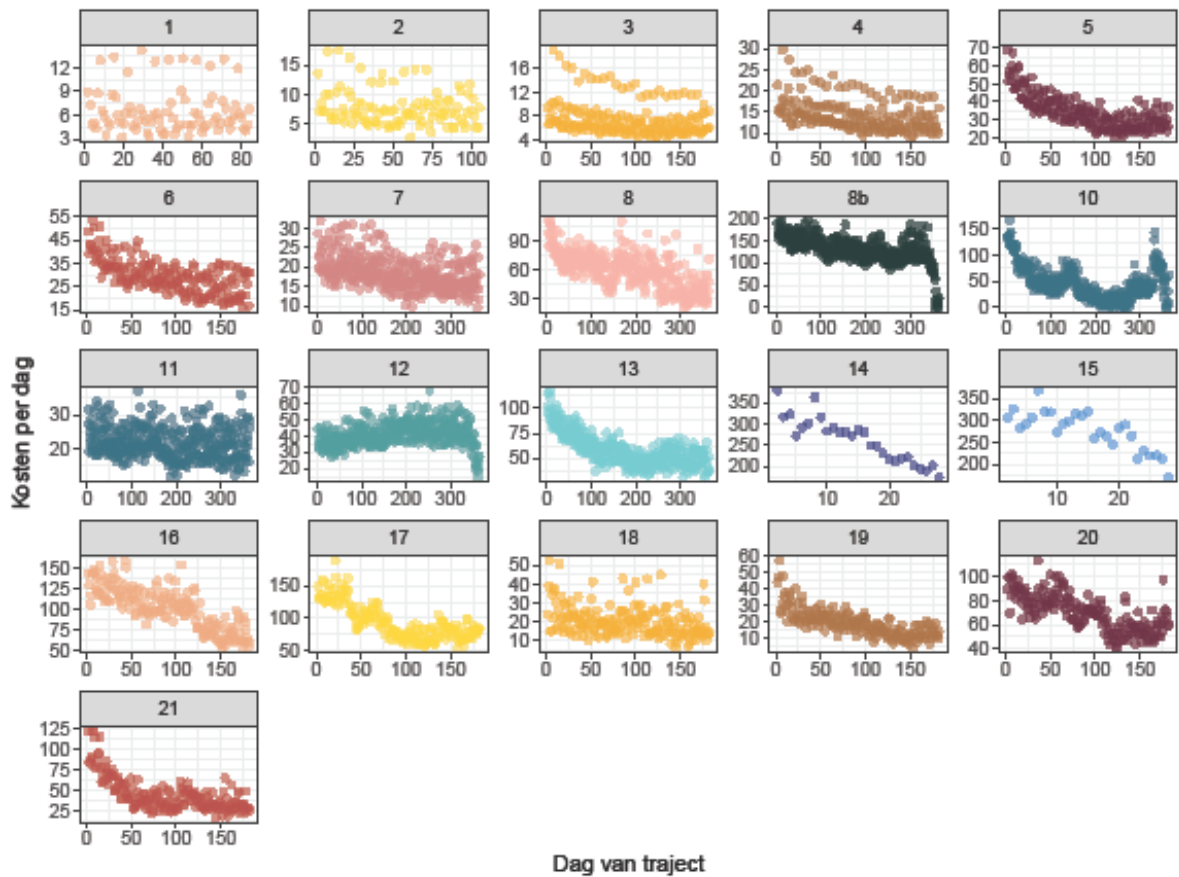 1 2 3 4 5
12 9 6 3
15 10 5
16 12 8 4
30 25 20 15 10
70 60 50 40 30 20
0 20 40 60 80
0 25 50 75 100
0 50 100 150
0 50 100 150
0 50 100 150
6 7 8 8b 10
55 45 35 25 15
30 25 20 15 10
90 60 30
200 150 100 50 0
150 100 50 0
0 50 100 150
0 100 200 300
0 100 200 300
0 100 200 300
0 100 200 300
Kosten per dag
11 12 13 14 15
30 20
70 60 50 40 30 20
100 75 50
350 300 250 200
350 300 250 200
0 100 200 300
0 100 200 300
0 100 200 300
10 20
10 20
16 17 18 19 20
150 125 100 75 50
150 100 50
50 40 30 20 10
60 50 40 30 20 10
100 80 60 40
0 50 100 150
0 50 100 150
0 50 100 150
0 50 100 150
0 50 100 150
21
125 100 75 50 25
0 50 100 150
Dag van traject